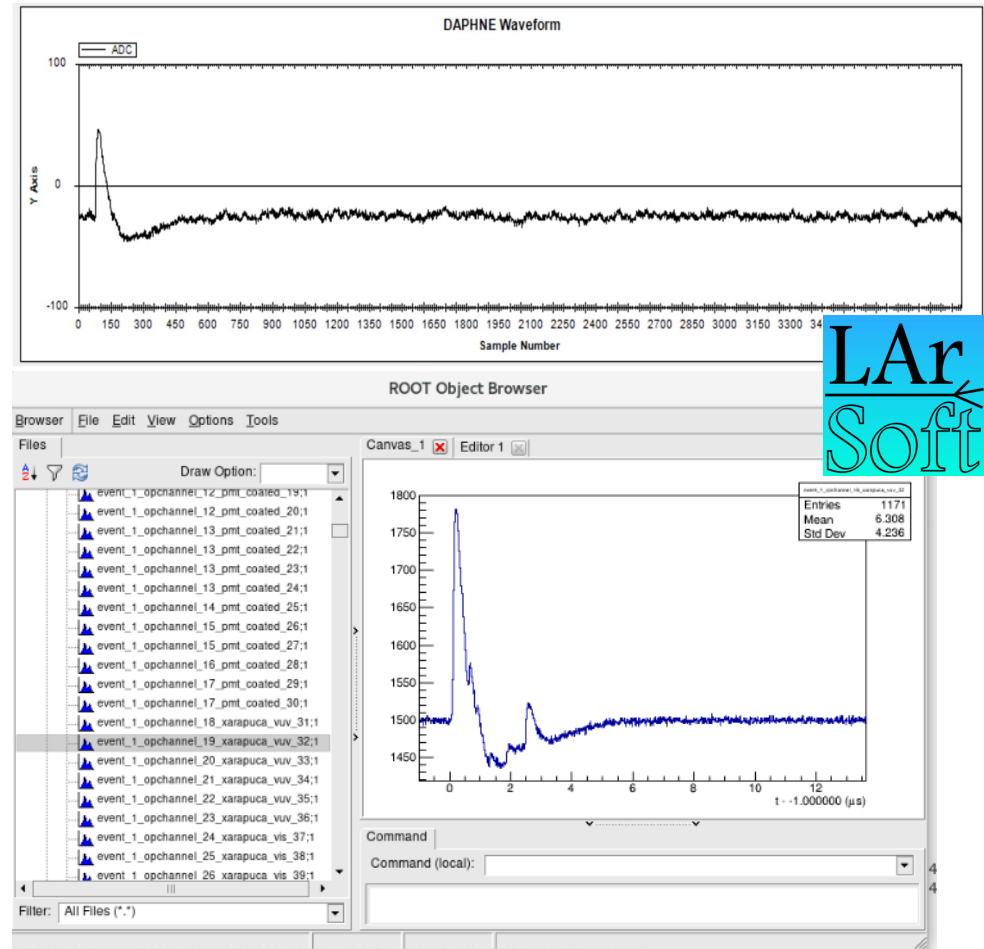 DAPHNE Waveform
ADC
100
0
-100
Y Axis
0 150 300 450 600 750 900 1050 1200 1350 1500 1650 1800 1950 2100 2250 2400 2550 2700 2850 3000 3150 3300
Sample Number
LAr
Soft
ROOT Object Browser
Browser File Edit View Options Tools
Files
Canvas_1 Editor 1
Draw Option:
event_1_opchannel_12_pmt_coated_19;1
event_1_opchannel_12_pmt_coated_20;1
event_1_opchannel_13_pmt_coated_21;1
event_1_opchannel_13_pmt_coated_22;1
event_1_opchannel_13_pmt_coated_23;1
event_1_opchannel_13_pmt_coated_24;1
event_1_opchannel_14_pmt_coated_25;1
event_1_opchannel_15_pmt_coated_26;1
event_1_opchannel_15_pmt_coated_27;1
event_1_opchannel_16_pmt_coated_28;1
event_1_opchannel_17_pmt_coated_29;1
event_1_opchannel_17_pmt_coated_30;1
event_1_opchannel_18_xarapuca_vuv_31;1
event_1_opchannel_19_xarapuca_vuv_32;1
event_1_opchannel_20_xarapuca_vuv_33;1
event_1_opchannel_21_xarapuca_vuv_34;1
event_1_opchannel_22_xarapuca_vuv_35;1
event_1_opchannel_23_xarapuca_vuv_36;1
event_1_opchannel_24_xarapuca_vis_37;1
event_1_opchannel_25_xarapuca_vis_38;1
event_1_opchannel_26_xarapuca_vis_39;1
Filter: All Files (*.*)
event_1_opchannel_19_xarapuca_vuv_32
Entries 1171
Mean 6.308
Std Dev 4.236
1800
1750
1700
1650
1600
1550
1500
1450
0 2 4 6 8 10 12
t - -1.000000 (μs)
Command
Command (local):
4
4